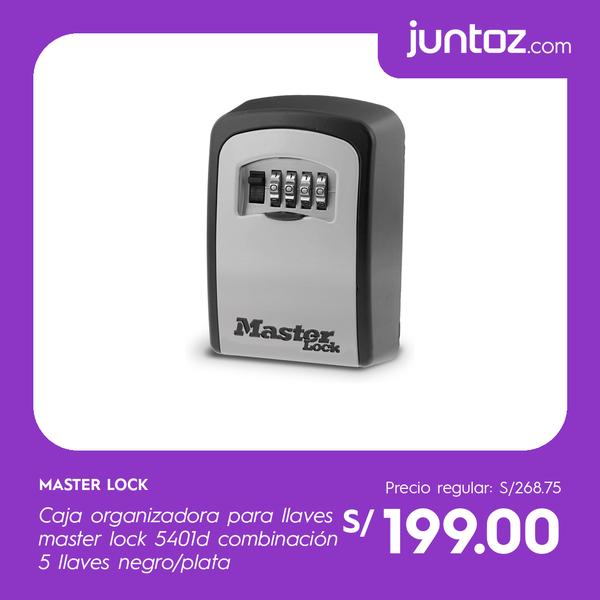 juntoz.com
Master
Lock
MASTER LOCK
Caja organizadora para llaves
master lock 5401d combinación
5 llaves negro/plata
Precio regular: S/268.75
S/199.00